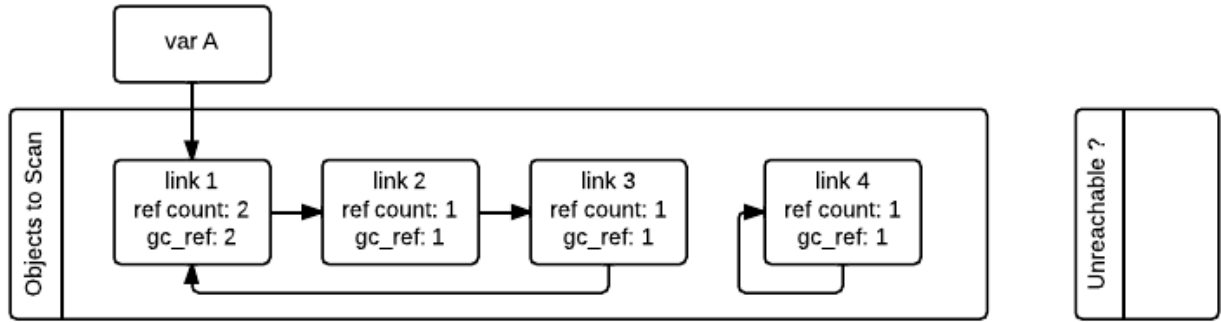 var A
Objects to Scan
link 1
ref count: 2
gc_ref: 2
link 2
ref count: 1
gc_ref: 1
link 3
ref count: 1
gc_ref: 1
link 4
ref count: 1
gc_ref: 1
Unreachable ?